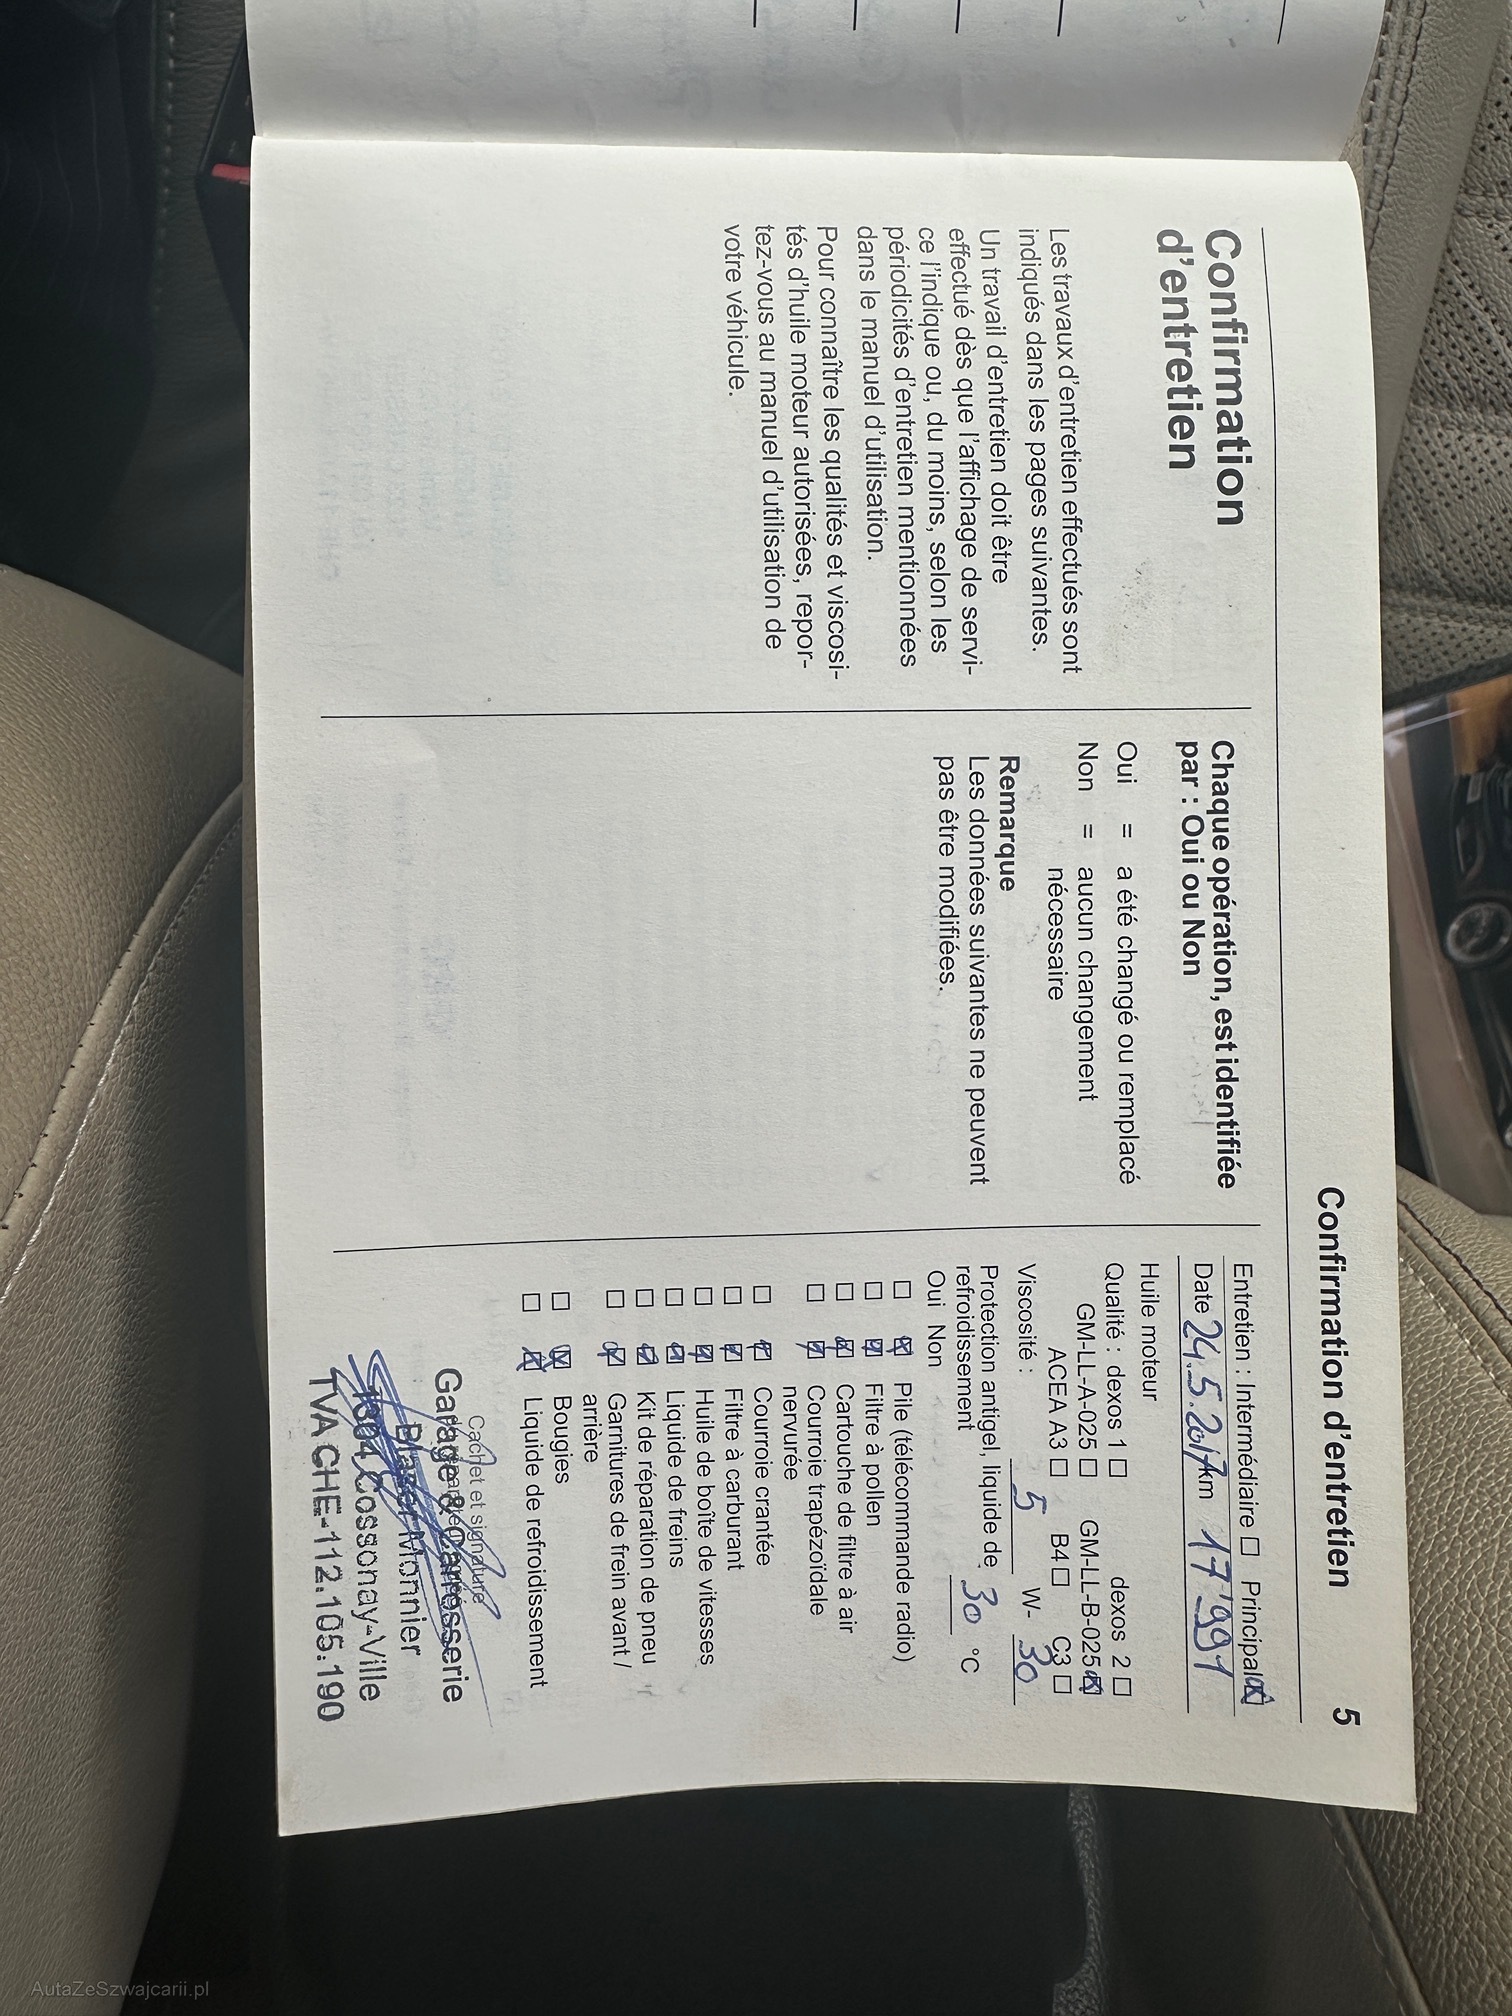 Confirmation d'entretien 5
Confirmation
d'entretien
Les travaux d'entretien effectués sont
indiqués dans les pages suivantes.
Un travail d'entretien doit être
effectué dès que l'affichage de servi-
ce l'indique ou, du moins, selon les
périodicités d'entretien mentionnées
dans le manuel d'utilisation.
Pour connaître les qualités et viscosi-
tés d'huile moteur autorisées, repor-
tez-vous au manuel d'utilisation de
votre véhicule.
Chaque opération, est identifiée
par : Oui ou Non
Oui = a été changé ou remplacé
Non = aucun changement
nécessaire
Remarque
Les données suivantes ne peuvent
pas être modifiées.
Entretien : Intermédiaire ☐ Principal ☒
Date 24.5.2017 km 17'991
Huile moteur
Qualité : dexos 1 ☐ dexos 2 ☐
GM-LL-A-025 ☐ GM-LL-B-025 ☒
ACEA A3 ☐ B4 ☐ C3 ☐
Viscosité : 5 W- 30
Protection antigel, liquide de
refroidissement 30 °C
Oui Non
☐ ☒ Pile (télécommande radio)
☐ ☒ Filtre à pollen
☐ ☒ Cartouche de filtre à air
☐ ☒ Courroie trapézoïdale
nervurée
☐ ☒ Courroie crantée
☐ ☒ Filtre à carburant
☐ ☒ Huile de boîte de vitesses
☐ ☒ Liquide de freins
☐ ☒ Kit de réparation de pneu
☐ ☒ Garnitures de frein avant /
arrière
☐ ☒ Bougies
☐ ☒ Liquide de refroidissement
Cachet et signature
Garage & Carrosserie
Blaser Monnier
1304 Cossonay-Ville
TVA CHE-112.105.190
AutaZeSzwajcarii.pl